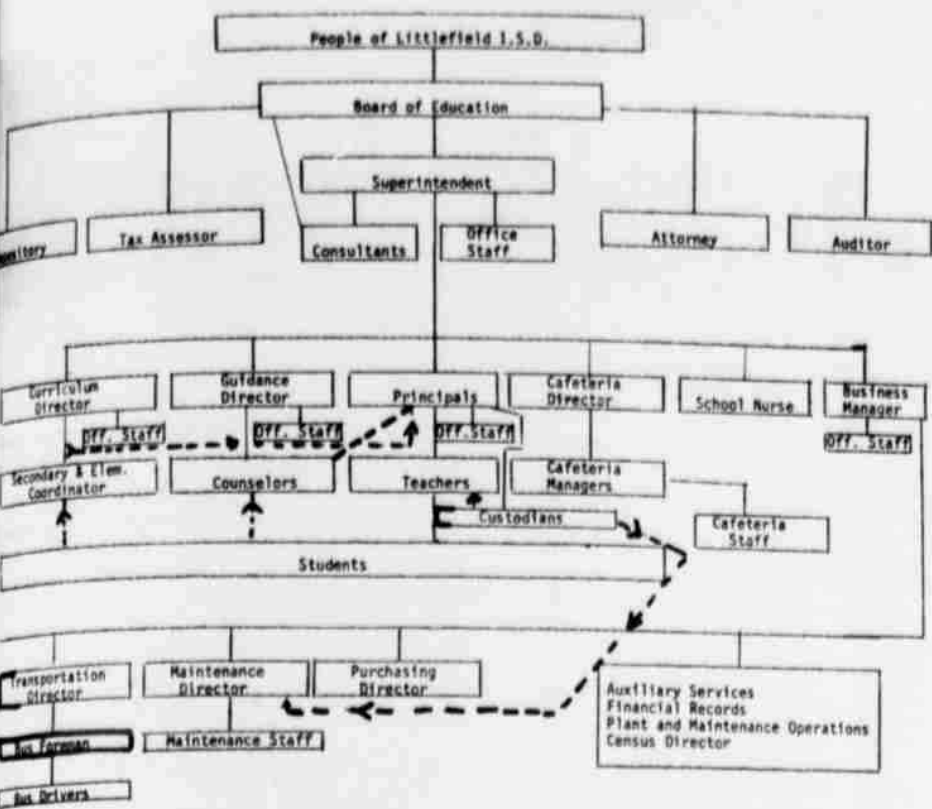 People of Littlefield I.S.D.
Board of Education
Superintendent
Tax Assessor
Consultants
Office
Staff
Attorney
Auditor
Curriculum
Director
Guidance
Director
Principals
Cafeteria
Director
School Nurse
Business
Manager
Off. Staff
Off. Staff
Off. Staff
Off. Staff
Secondary & Elem.
Coordinator
Counselors
Teachers
Cafeteria
Managers
Custodians
Cafeteria
Staff
Students
Transportation
Director
Maintenance
Director
Purchasing
Director
Auxiliary Services
Financial Records
Plant and Maintenance Operations
Census Director
Bus Foreman
Maintenance Staff
Bus Drivers